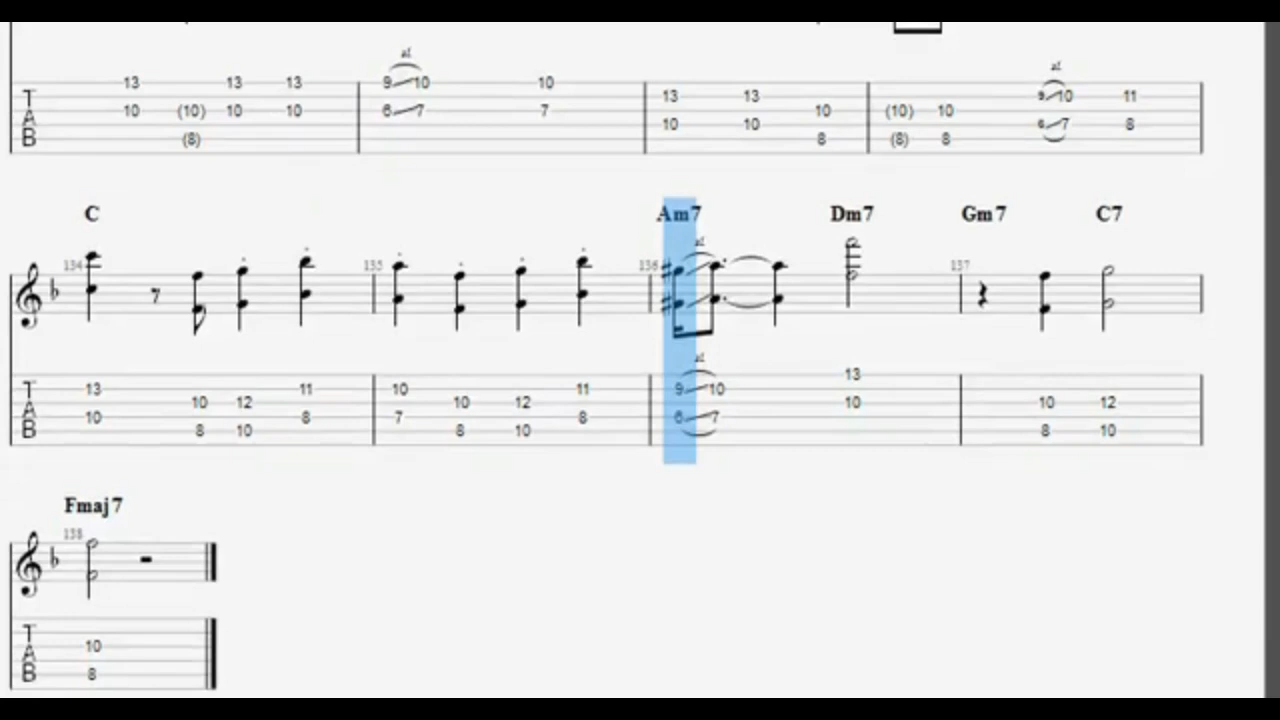 sl sl
13 13 13 9 10 10 13 13 9 10 11
10 (10) 10 10 6 7 7 10 10 10 (10) 10 6 7 8
(8) 8 (8) 8
TAB
C Am7 Dm7 Gm7 C7
134 135 136 sl 137
sl
13 11 10 11 9 10 13
10 10 12 8 7 10 12 8 6 7 10 10 12
8 10 8 10 8 10
TAB
Fmaj7
138
10
8
TAB